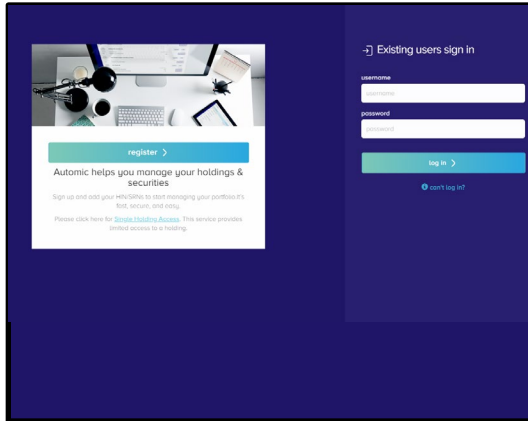 register
Automic helps you manage your holdings &
securities
Sign up and add your HIN/SRNs to start managing your portfolio.It's
fast, secure, and easy.
Please click here for Single Holding Access. This service provides
limited access to a holding.
Existing users sign in
username
username
password
password
log in
can't log in?